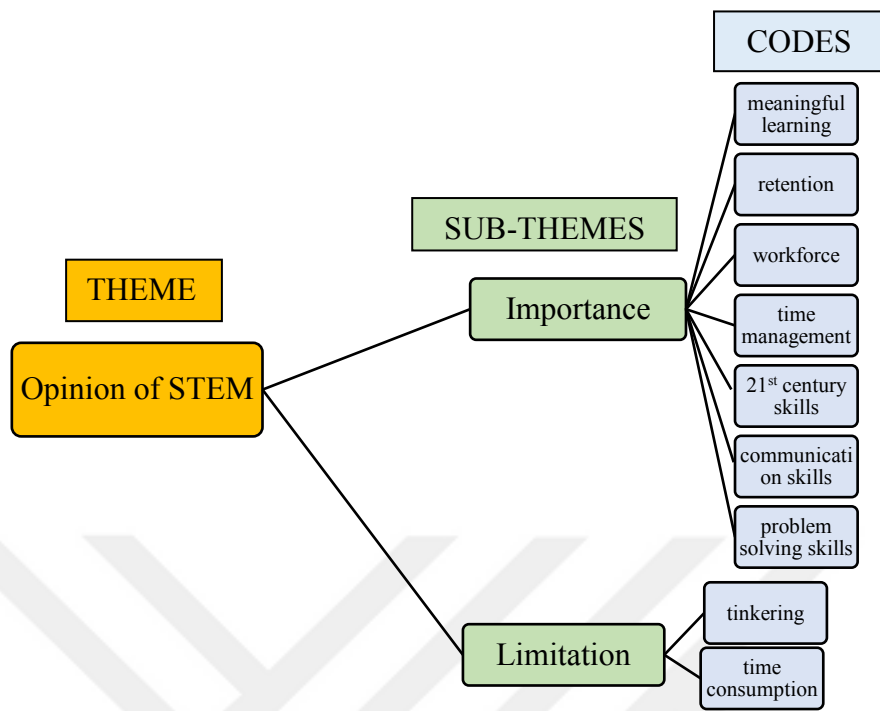 CODES
meaningful
learning
retention
SUB-THEMES
workforce
THEME
Importance
time
management
Opinion of STEM
21st century
skills
communicati
on skills
problem
solving skills
tinkering
Limitation
time
consumption